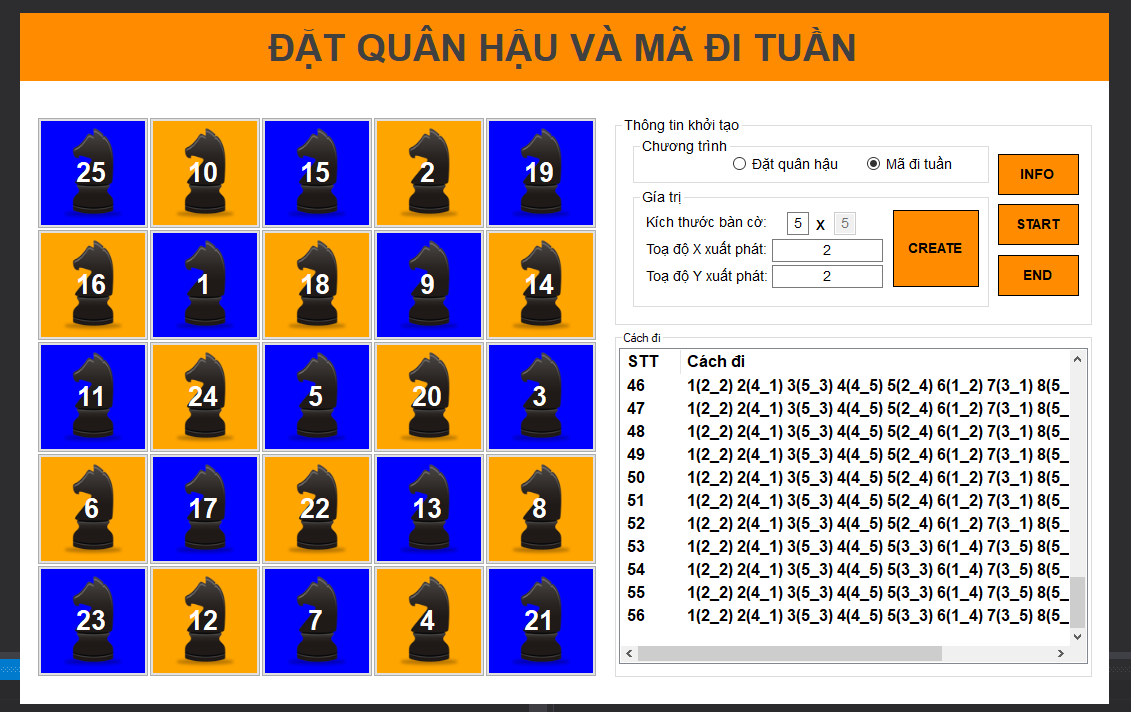 ĐẶT QUÂN HẬU VÀ MÃ ĐI TUẦN
25 10 15 2 19
16 1 18 9 14
11 24 5 20 3
6 17 22 13 8
23 12 7 4 21
Thông tin khởi tạo
Chương trình
Đặt quân hậu Mã đi tuần
Gía trị
Kích thước bàn cờ: 5 X 5
Toạ độ X xuất phát: 2
Toạ độ Y xuất phát: 2
CREATE
INFO
START
END
Cách đi
STT Cách đi
46 1(2_2) 2(4_1) 3(5_3) 4(4_5) 5(2_4) 6(1_2) 7(3_1) 8(5_
47 1(2_2) 2(4_1) 3(5_3) 4(4_5) 5(2_4) 6(1_2) 7(3_1) 8(5_
48 1(2_2) 2(4_1) 3(5_3) 4(4_5) 5(2_4) 6(1_2) 7(3_1) 8(5_
49 1(2_2) 2(4_1) 3(5_3) 4(4_5) 5(2_4) 6(1_2) 7(3_1) 8(5_
50 1(2_2) 2(4_1) 3(5_3) 4(4_5) 5(2_4) 6(1_2) 7(3_1) 8(5_
51 1(2_2) 2(4_1) 3(5_3) 4(4_5) 5(2_4) 6(1_2) 7(3_1) 8(5_
52 1(2_2) 2(4_1) 3(5_3) 4(4_5) 5(2_4) 6(1_2) 7(3_1) 8(5_
53 1(2_2) 2(4_1) 3(5_3) 4(4_5) 5(3_3) 6(1_4) 7(3_5) 8(5_
54 1(2_2) 2(4_1) 3(5_3) 4(4_5) 5(3_3) 6(1_4) 7(3_5) 8(5_
55 1(2_2) 2(4_1) 3(5_3) 4(4_5) 5(3_3) 6(1_4) 7(3_5) 8(5_
56 1(2_2) 2(4_1) 3(5_3) 4(4_5) 5(3_3) 6(1_4) 7(3_5) 8(5_